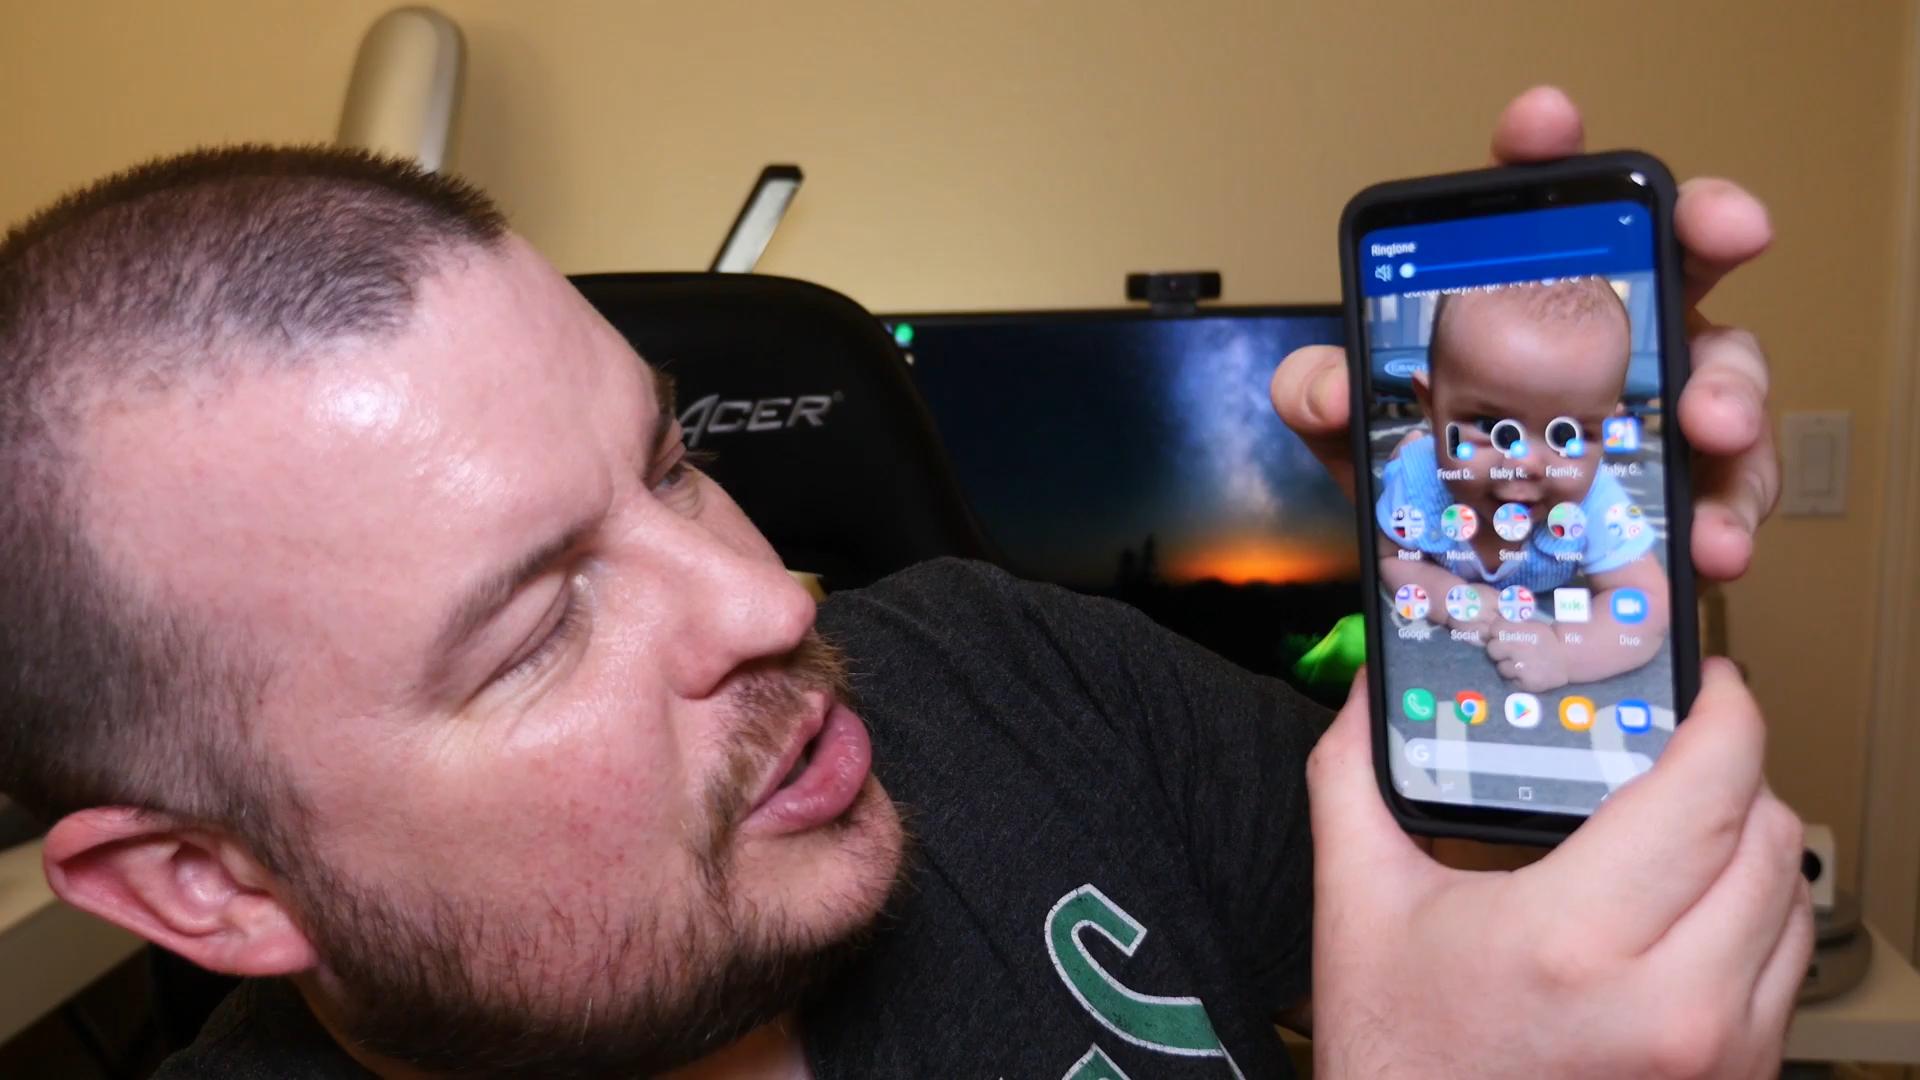 ACER
Ringtone
Front D..
Baby R..
Family..
Baby C..
Read
Music
Smart
Video
Google
Social
Banking
Kik
Duo
G